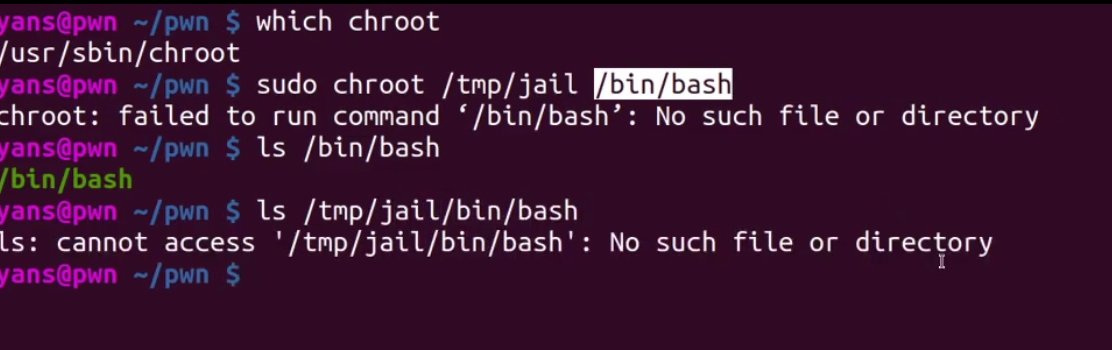 yans@pwn ~/pwn $ which chroot
/usr/sbin/chroot
yans@pwn ~/pwn $ sudo chroot /tmp/jail /bin/bash
chroot: failed to run command ‘/bin/bash’: No such file or directory
yans@pwn ~/pwn $ ls /bin/bash
/bin/bash
yans@pwn ~/pwn $ ls /tmp/jail/bin/bash
ls: cannot access '/tmp/jail/bin/bash': No such file or directory
yans@pwn ~/pwn $